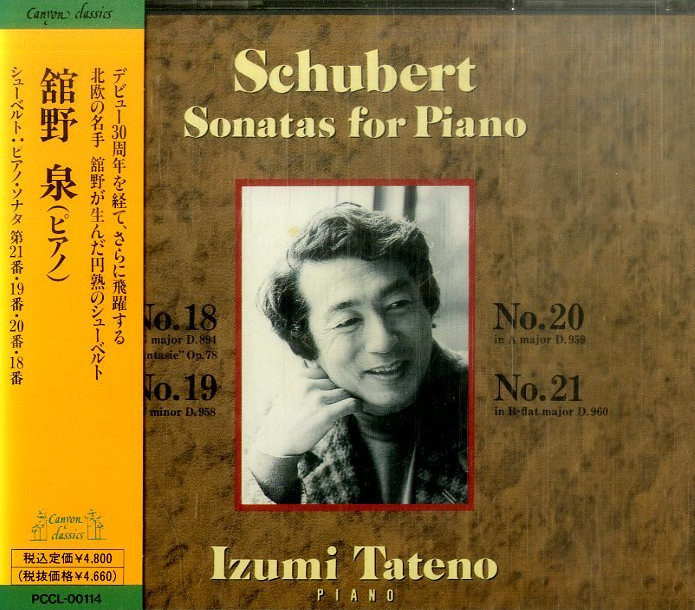 Canyon classics
デビュー30周年を経て、さらに飛躍する
北欧の名手 舘野が生んだ円熟のシューベルト
舘野 泉(ピアノ)
シューベルト:ピアノ・ソナタ 第21番・19番・20番・18番
Canyon
classics
税込定価¥4.800
(税抜価格¥4.660)
PCCL-00114
Schubert
Sonatas for Piano
No.18
major D.894
"Op.78
No.19
minor D.958
No.20
in A major D.959
No.21
in B-flat major D.960
Izumi Tateno
PIANO